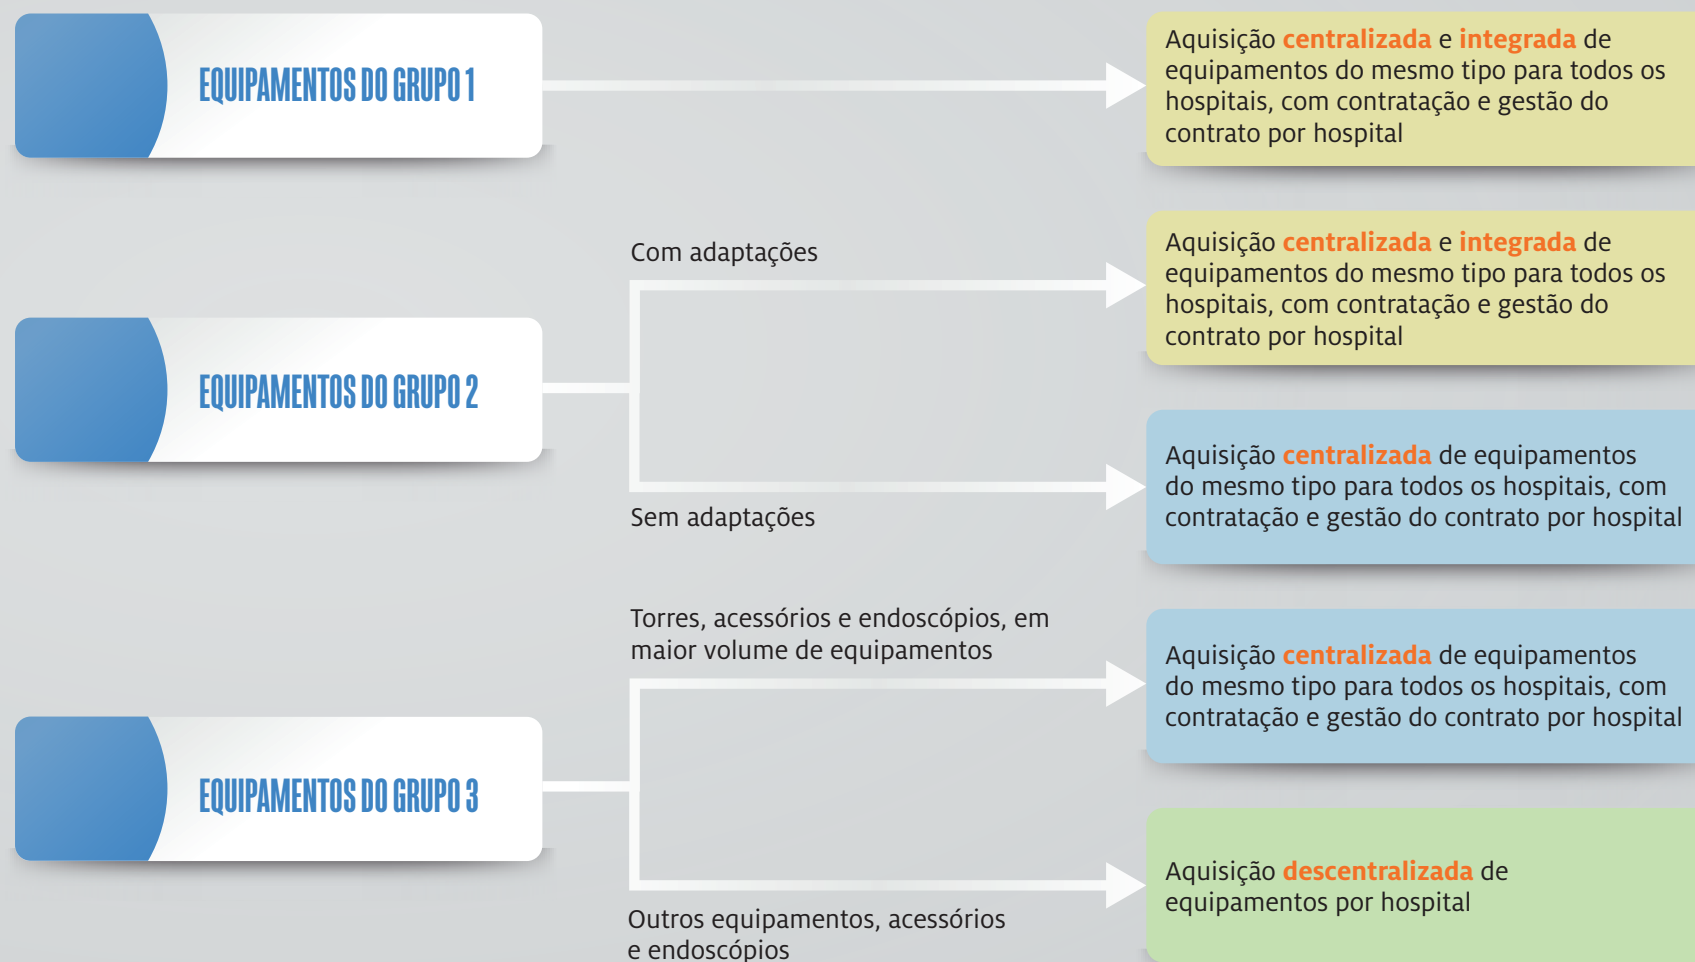 EQUIPAMENTOS DO GRUPO 1
Aquisição centralizada e integrada de
equipamentos do mesmo tipo para todos os
hospitais, com contratação e gestão do
contrato por hospital
EQUIPAMENTOS DO GRUPO 2
Com adaptações
Aquisição centralizada e integrada de
equipamentos do mesmo tipo para todos os
hospitais, com contratação e gestão do
contrato por hospital
Sem adaptações
Aquisição centralizada de equipamentos
do mesmo tipo para todos os hospitais, com
contratação e gestão do contrato por hospital
EQUIPAMENTOS DO GRUPO 3
Torres, acessórios e endoscópios, em
maior volume de equipamentos
Aquisição centralizada de equipamentos
do mesmo tipo para todos os hospitais, com
contratação e gestão do contrato por hospital
Outros equipamentos, acessórios
e endoscópios
Aquisição descentralizada de
equipamentos por hospital